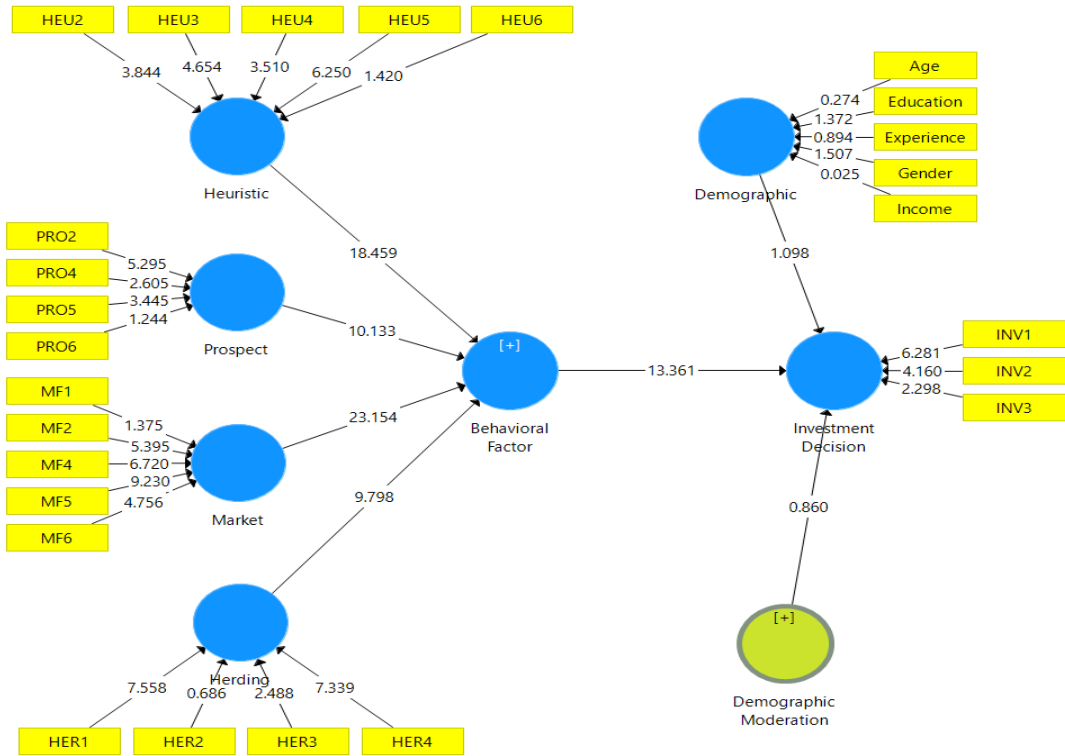 HEU2
HEU3
HEU4
HEU5
HEU6
3.844
4.654
3.510
6.250
1.420
Heuristic
18.459
PRO2
PRO4
PRO5
PRO6
5.295
2.605
3.445
1.244
Prospect
10.133
MF1
MF2
MF4
MF5
MF6
1.375
5.395
6.720
9.230
4.756
Market
23.154
Herding
9.798
7.558
0.686
2.488
7.339
HER1
HER2
HER3
HER4
[+]
Behavioral
Factor
13.361
Age
Education
Experience
Gender
Income
0.274
1.372
0.894
1.507
0.025
Demographic
1.098
Investment
Decision
6.281
4.160
2.298
INV1
INV2
INV3
0.860
[+]
Demographic
Moderation